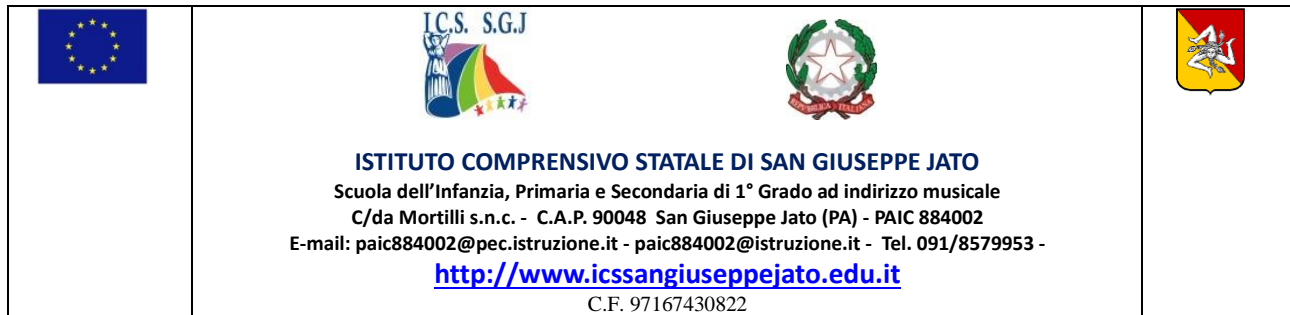 I.C.S. S.G.J
REPVBBLICA ITALIANA
ISTITUTO COMPRENSIVO STATALE DI SAN GIUSEPPE JATO
Scuola dell’Infanzia, Primaria e Secondaria di 1° Grado ad indirizzo musicale
C/da Mortilli s.n.c. - C.A.P. 90048 San Giuseppe Jato (PA) - PAIC 884002
E-mail: paic884002@pec.istruzione.it - paic884002@istruzione.it - Tel. 091/8579953 -
http://www.icssangiuseppejato.edu.it
C.F. 97167430822